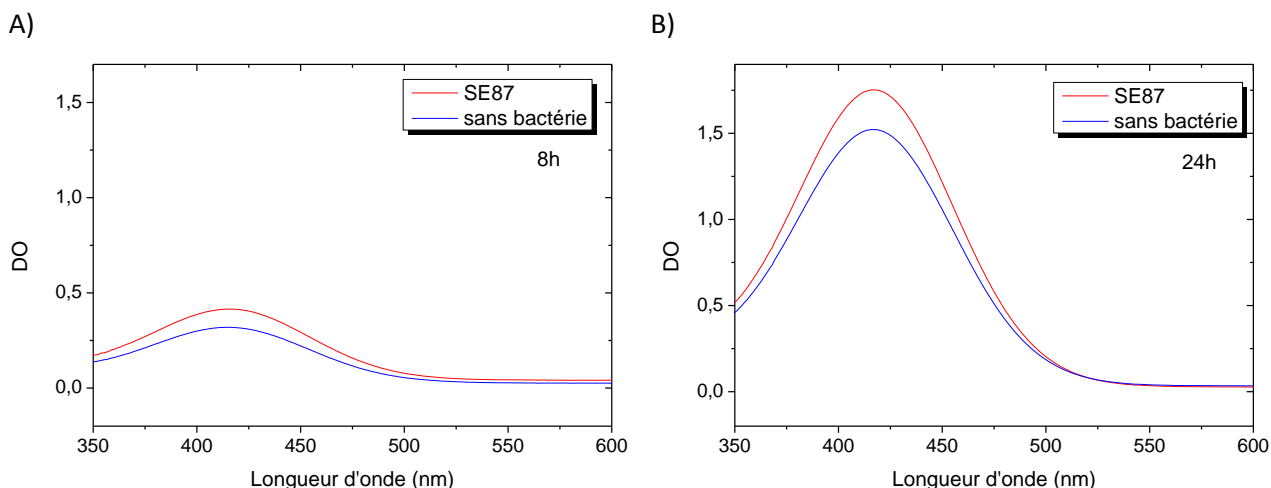 A)
SE87
sans bactérie
8h
1,5
1,0
0,5
0,0
DO
350
400
450
500
550
600
Longueur d'onde (nm)
B)
SE87
sans bactérie
24h
1,5
1,0
0,5
0,0
DO
350
400
450
500
550
600
Longueur d'onde (nm)